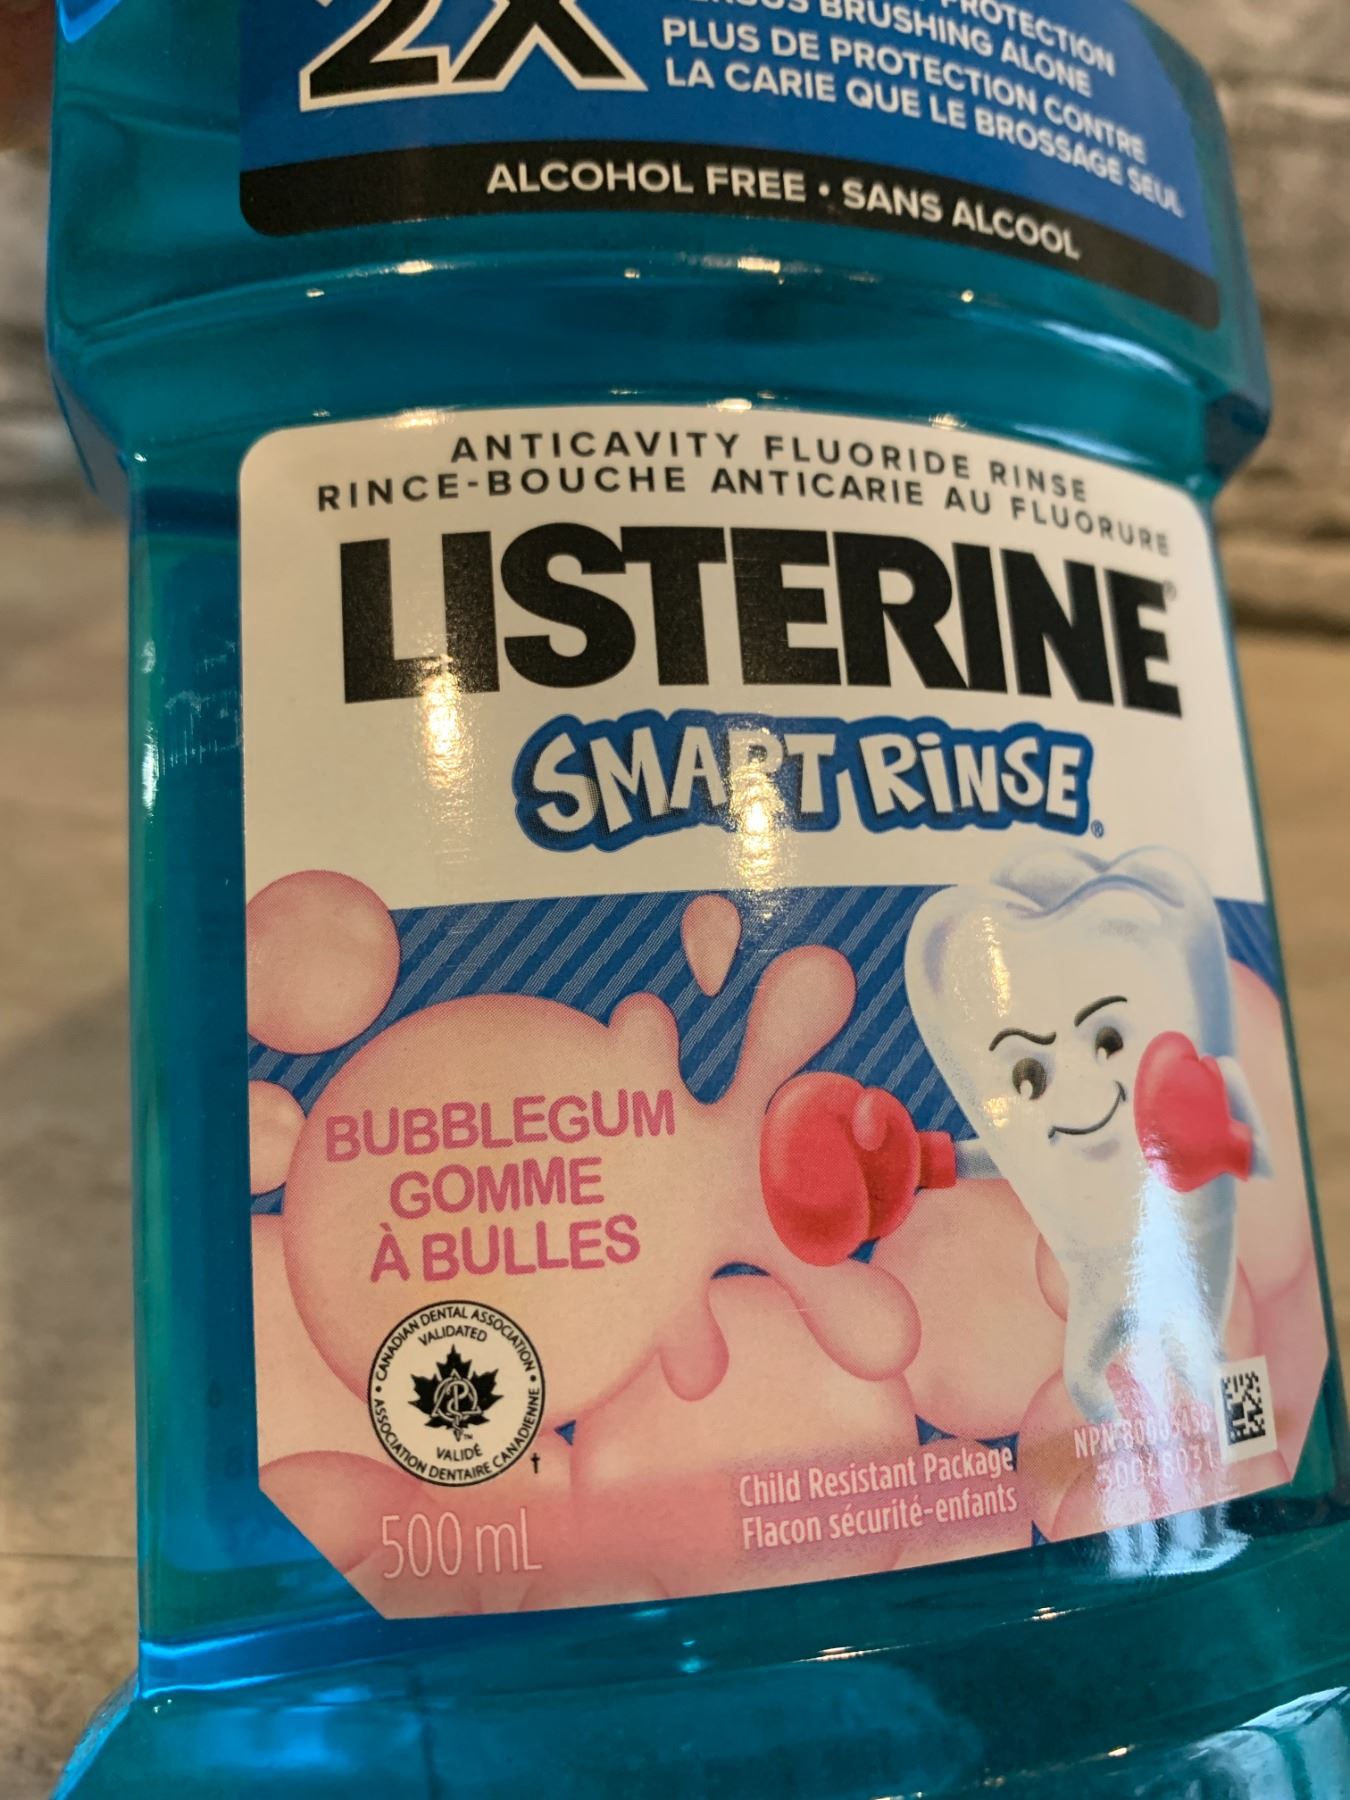 2X
PROTECTION
BRUSHING ALONE
PLUS DE PROTECTION CONTRE
LA CARIE QUE LE BROSSAGE SEUL
ALCOHOL FREE • SANS ALCOOL
ANTICAVITY FLUORIDE RINSE
RINCE-BOUCHE ANTICARIE AU FLUORURE
LISTERINE®
SMART RINSE®
BUBBLEGUM
GOMME
À BULLES
CANADIAN DENTAL ASSOCIATION
VALIDATED
VALIDÉ
ASSOCIATION DENTAIRE CANADIENNE
†
500 mL
Child Resistant Package
Flacon sécurité-enfants
NPN